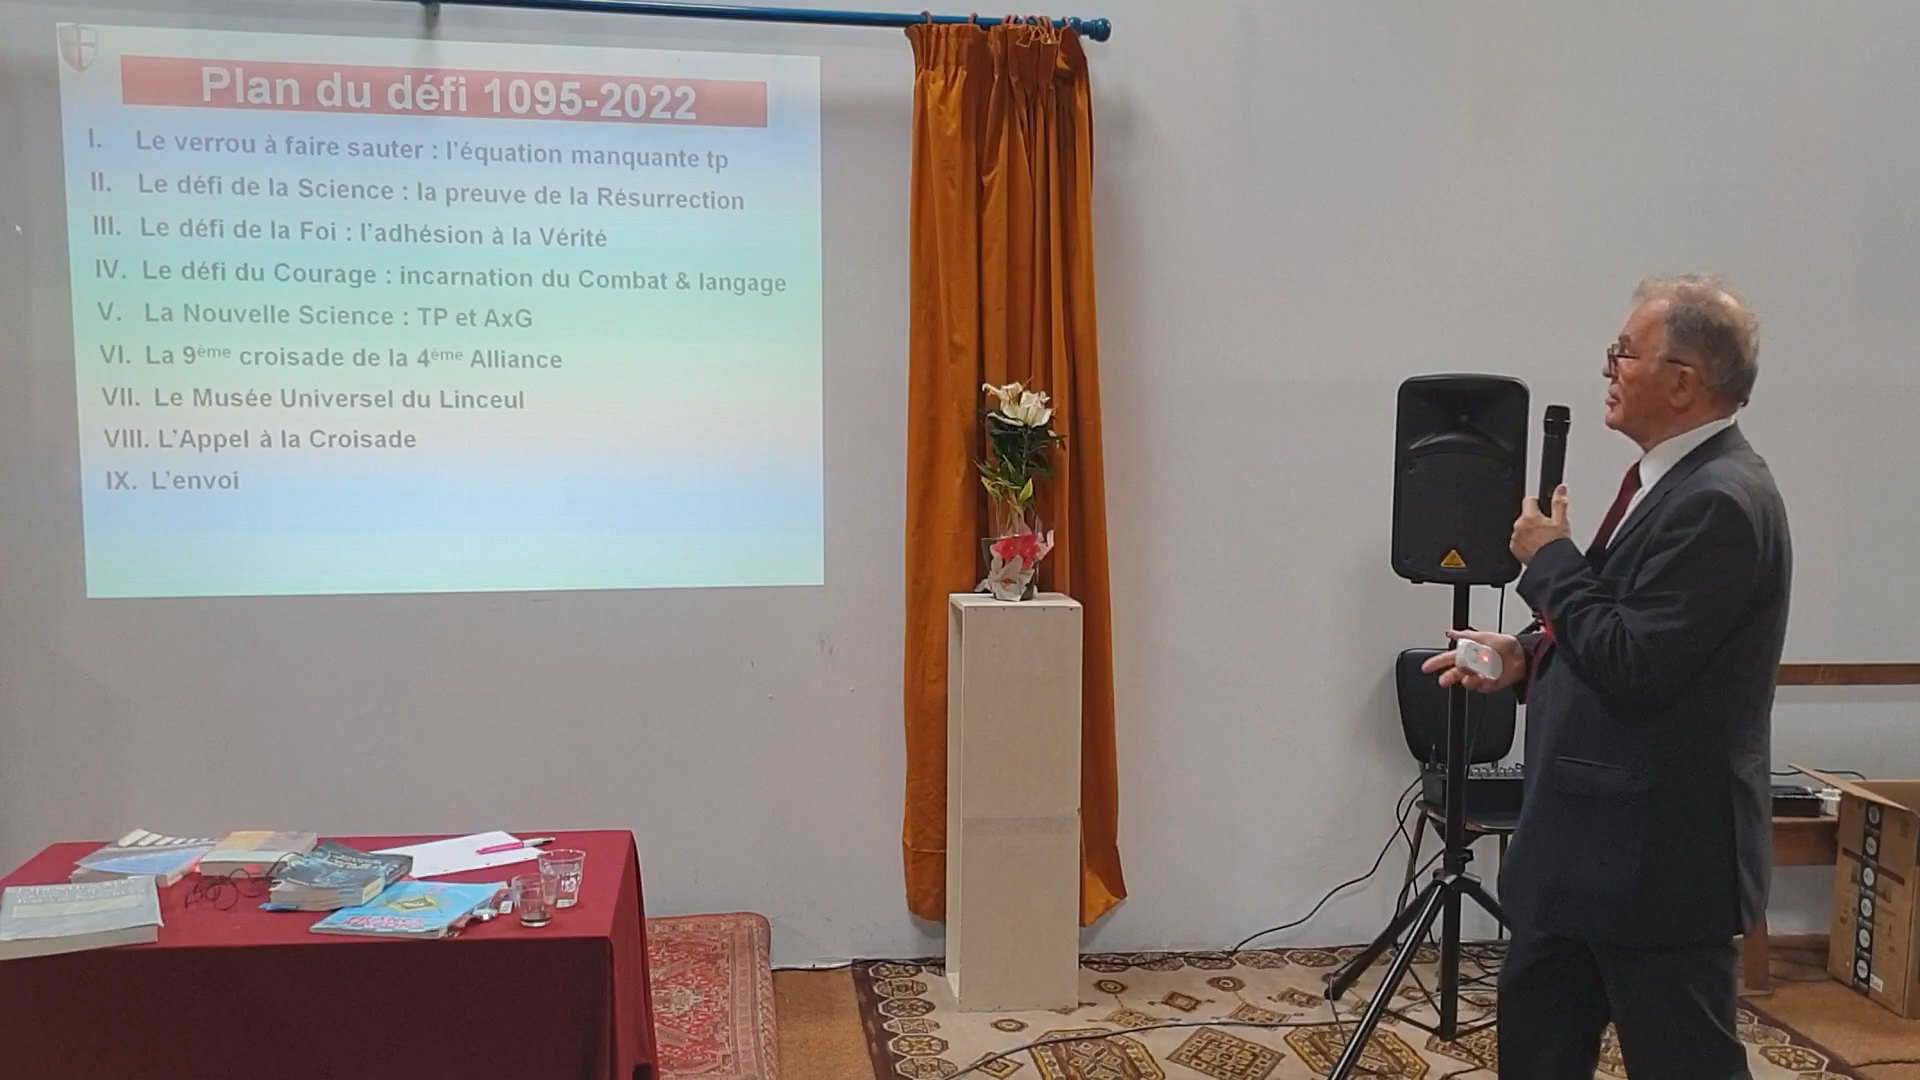 Plan du défi 1095-2022
I. Le verrou à faire sauter : l'équation manquante tp
II. Le défi de la Science : la preuve de la Résurrection
III. Le défi de la Foi : l'adhésion à la Vérité
IV. Le défi du Courage : incarnation du Combat & langage
V. La Nouvelle Science : TP et AxG
VI. La 9ème croisade de la 4ème Alliance
VII. Le Musée Universel du Linceul
VIII. L'Appel à la Croisade
IX. L'envoi